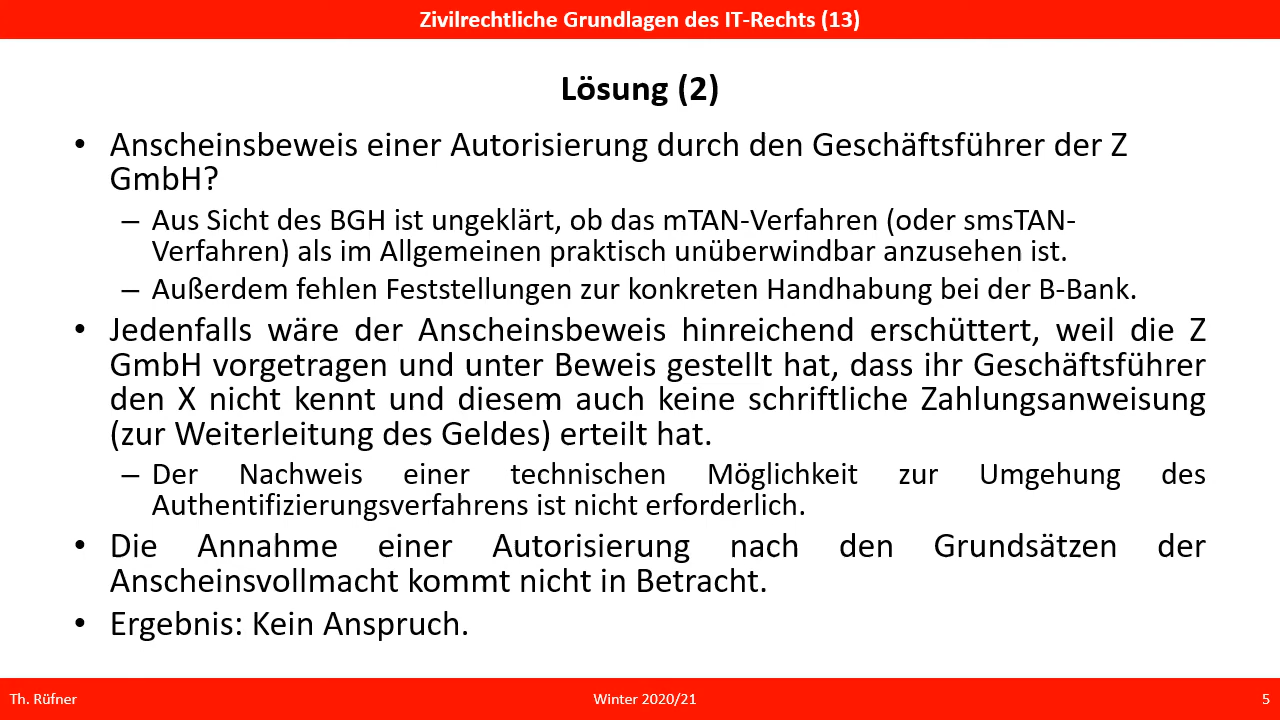 Zivilrechtliche Grundlagen des IT-Rechts (13)
Lösung (2)
• Anscheinsbeweis einer Autorisierung durch den Geschäftsführer der Z
GmbH?
– Aus Sicht des BGH ist ungeklärt, ob das mTAN-Verfahren (oder smsTAN-
Verfahren) als im Allgemeinen praktisch unüberwindbar anzusehen ist.
– Außerdem fehlen Feststellungen zur konkreten Handhabung bei der B-Bank.
• Jedenfalls wäre der Anscheinsbeweis hinreichend erschüttert, weil die Z
GmbH vorgetragen und unter Beweis gestellt hat, dass ihr Geschäftsführer
den X nicht kennt und diesem auch keine schriftliche Zahlungsanweisung
(zur Weiterleitung des Geldes) erteilt hat.
– Der Nachweis einer technischen Möglichkeit zur Umgehung des
Authentifizierungsverfahrens ist nicht erforderlich.
• Die Annahme einer Autorisierung nach den Grundsätzen der
Anscheinsvollmacht kommt nicht in Betracht.
• Ergebnis: Kein Anspruch.
Th. Rüfner
Winter 2020/21
5